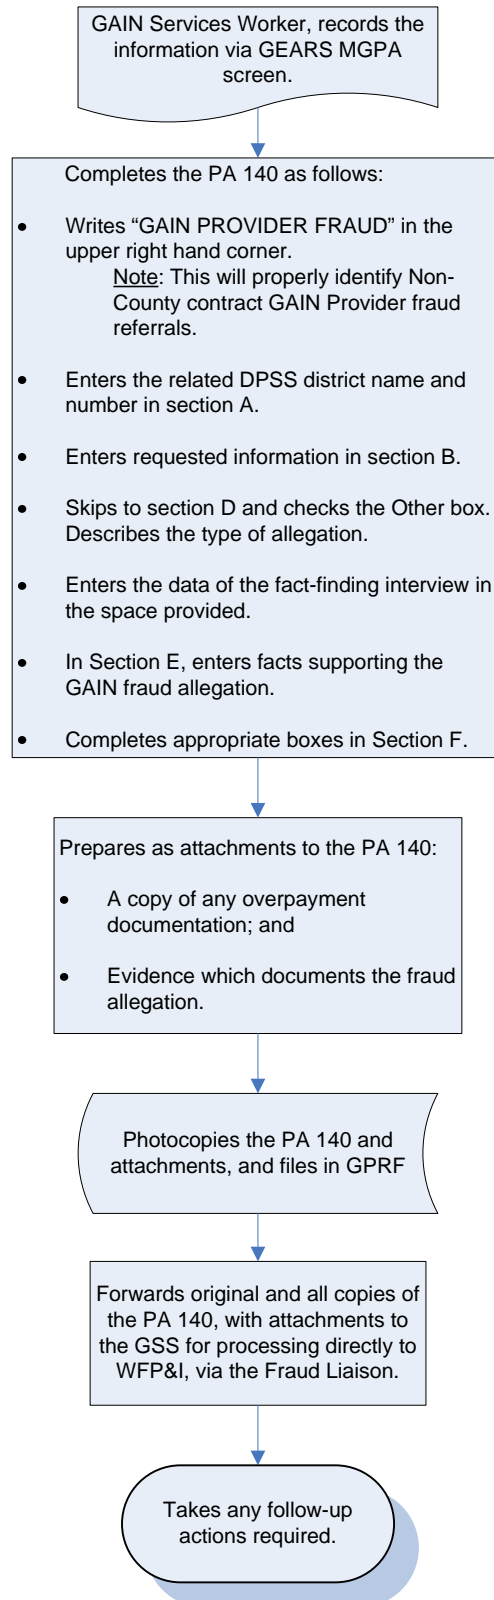 GAIN Services Worker, records the
information via GEARS MGPA
screen.
Completes the PA 140 as follows:
• Writes “GAIN PROVIDER FRAUD” in the
upper right hand corner.
Note: This will properly identify Non-
County contract GAIN Provider fraud
referrals.
• Enters the related DPSS district name and
number in section A.
• Enters requested information in section B.
• Skips to section D and checks the Other box.
Describes the type of allegation.
• Enters the data of the fact-finding interview in
the space provided.
• In Section E, enters facts supporting the
GAIN fraud allegation.
• Completes appropriate boxes in Section F.
Prepares as attachments to the PA 140:
• A copy of any overpayment
documentation; and
• Evidence which documents the fraud
allegation.
Photocopies the PA 140 and
attachments, and files in GPRF
Forwards original and all copies of
the PA 140, with attachments to
the GSS for processing directly to
WFP&I, via the Fraud Liaison.
Takes any follow-up
actions required.